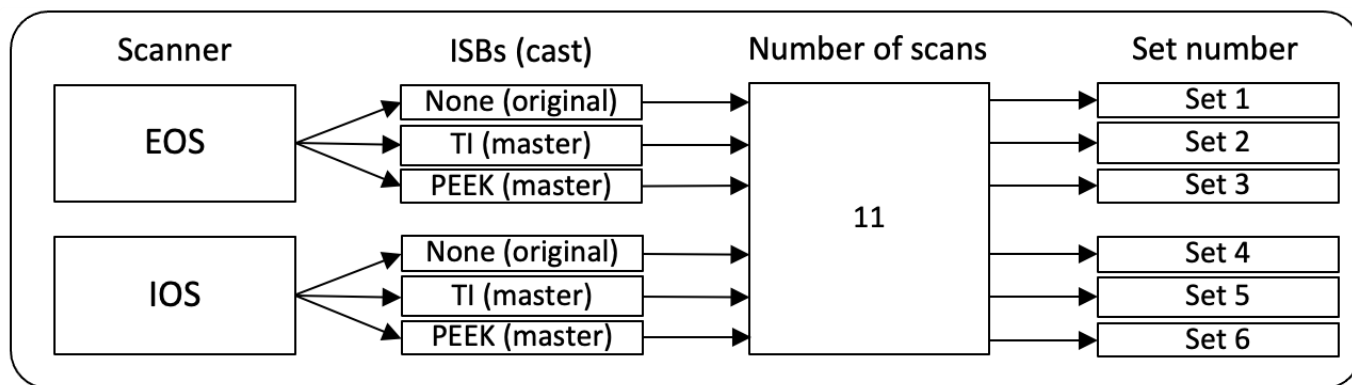 Scanner ISBs (cast) Number of scans Set number
None (original) Set 1
EOS TI (master) Set 2
PEEK (master) Set 3
11
None (original) Set 4
IOS TI (master) Set 5
PEEK (master) Set 6